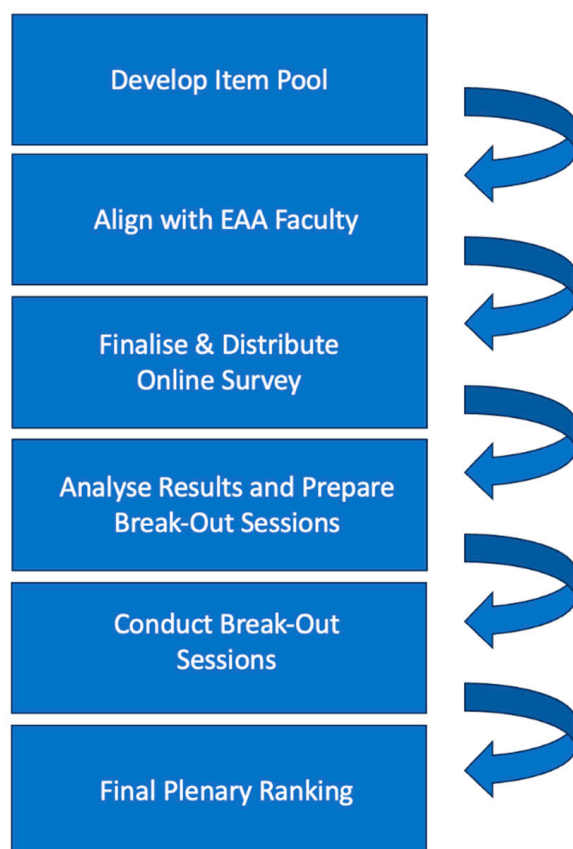 Develop Item Pool
Align with EAA Faculty
Finalise & Distribute
Online Survey
Analyse Results and Prepare
Break-Out Sessions
Conduct Break-Out
Sessions
Final Plenary Ranking